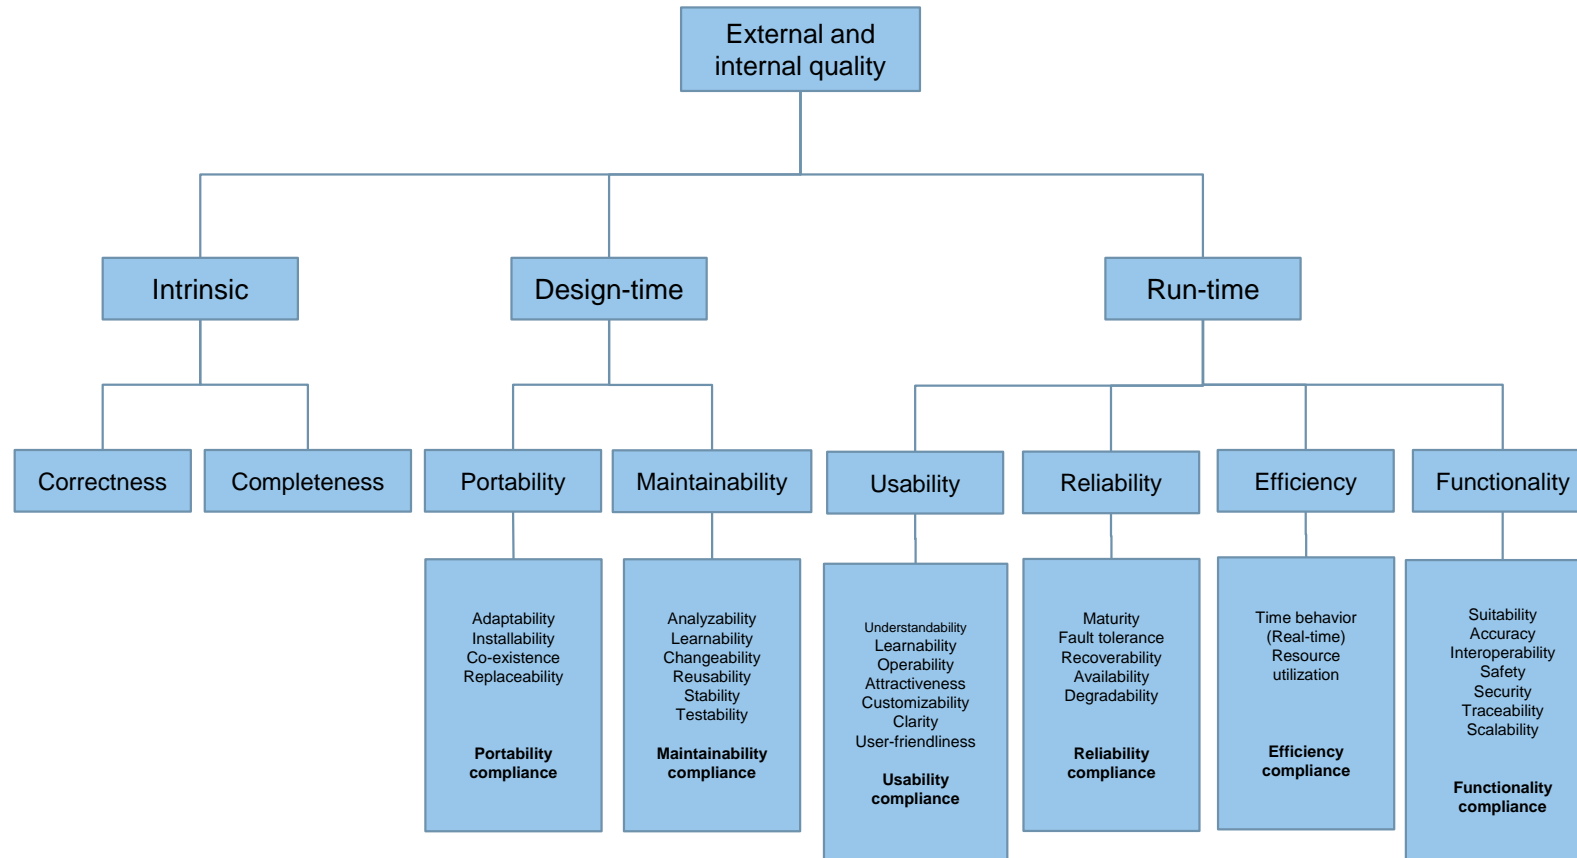 External and
internal quality
Intrinsic
Design-time
Run-time
Correctness
Completeness
Portability
Maintainability
Usability
Reliability
Efficiency
Functionality
Adaptability
Installability
Co-existence
Replaceability
Portability
compliance
Analyzability
Learnability
Changeability
Reusability
Stability
Testability
Maintainability
compliance
Understandability
Learnability
Operability
Attractiveness
Customizability
Clarity
User-friendliness
Usability
compliance
Maturity
Fault tolerance
Recoverability
Availability
Degradability
Reliability
compliance
Time behavior
(Real-time)
Resource
utilization
Efficiency
compliance
Suitability
Accuracy
Interoperability
Safety
Security
Traceability
Scalability
Functionality
compliance